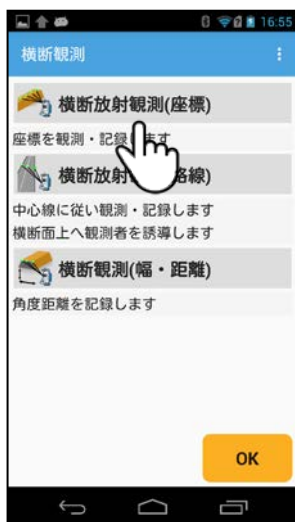 16:55
横断観測
横断放射観測(座標)
座標を観測・記録します
横断放射 路線)
中心線に従い観測・記録します
横断面上へ観測者を誘導します
横断観測(幅・距離)
角度距離を記録します
OK